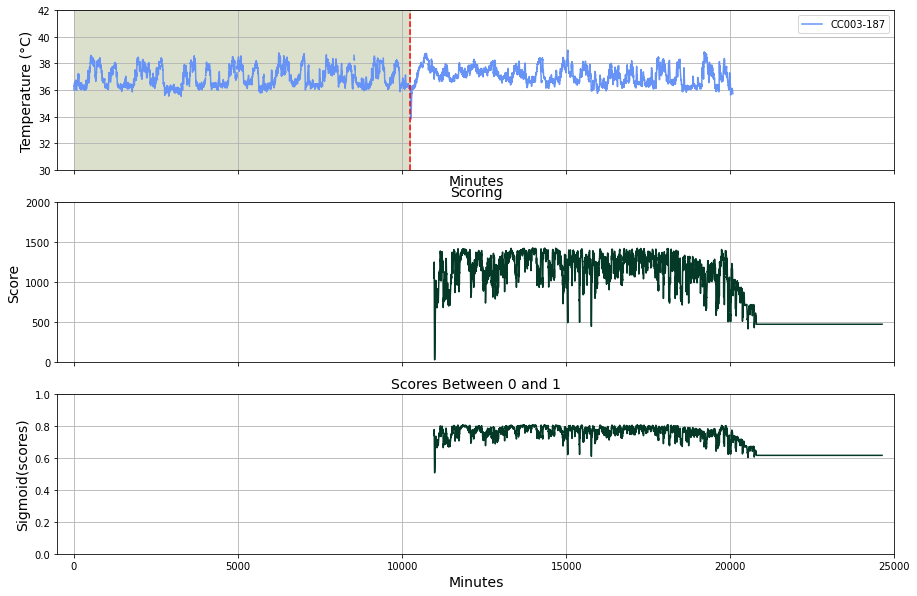 42
40
38
36
34
32
30
Temperature (°C)
CC003-187
Minutes
Scoring
2000
1500
1000
500
0
Score
Scores Between 0 and 1
1.0
0.8
0.6
0.4
0.2
0.0
Sigmoid(scores)
0 5000 10000 15000 20000 25000
Minutes